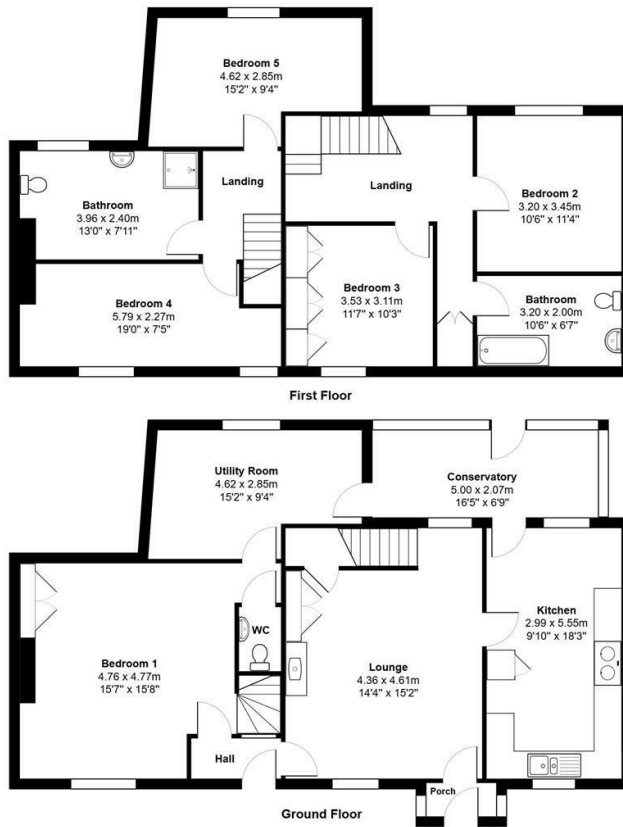 Bedroom 5
4.62 x 2.85m
15'2" x 9'4"
Bathroom
3.96 x 2.40m
13'0" x 7'11"
Landing
Landing
Bedroom 2
3.20 x 3.45m
10'6" x 11'4"
Bedroom 4
5.79 x 2.27m
19'0" x 7'5"
Bedroom 3
3.53 x 3.11m
11'7" x 10'3"
Bathroom
3.20 x 2.00m
10'6" x 6'7"
First Floor
Utility Room
4.62 x 2.85m
15'2" x 9'4"
Conservatory
5.00 x 2.07m
16'5" x 6'9"
Bedroom 1
4.76 x 4.77m
15'7" x 15'8"
WC
Lounge
4.36 x 4.61m
14'4" x 15'2"
Kitchen
2.99 x 5.55m
9'10" x 18'3"
Hall
Porch
Ground Floor